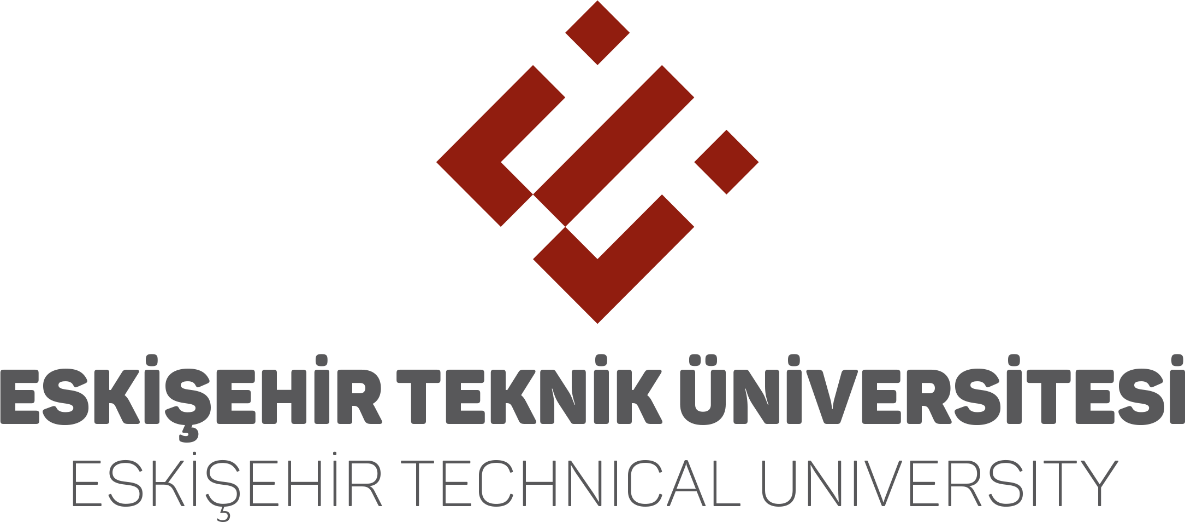 ESKİŞEHİR TEKNİK ÜNİVERSİTESİ
ESKİŞEHİR TECHNICAL UNIVERSITY